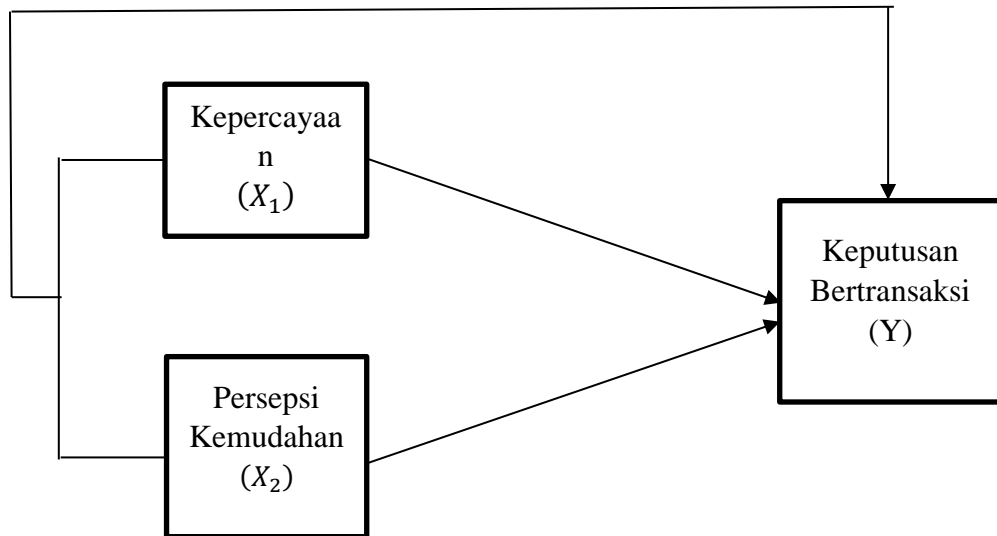 Kepercayaa
n
(𝑋₁)
Keputusan
Bertransaksi
(Y)
Persepsi
Kemudahan
(𝑋₂)